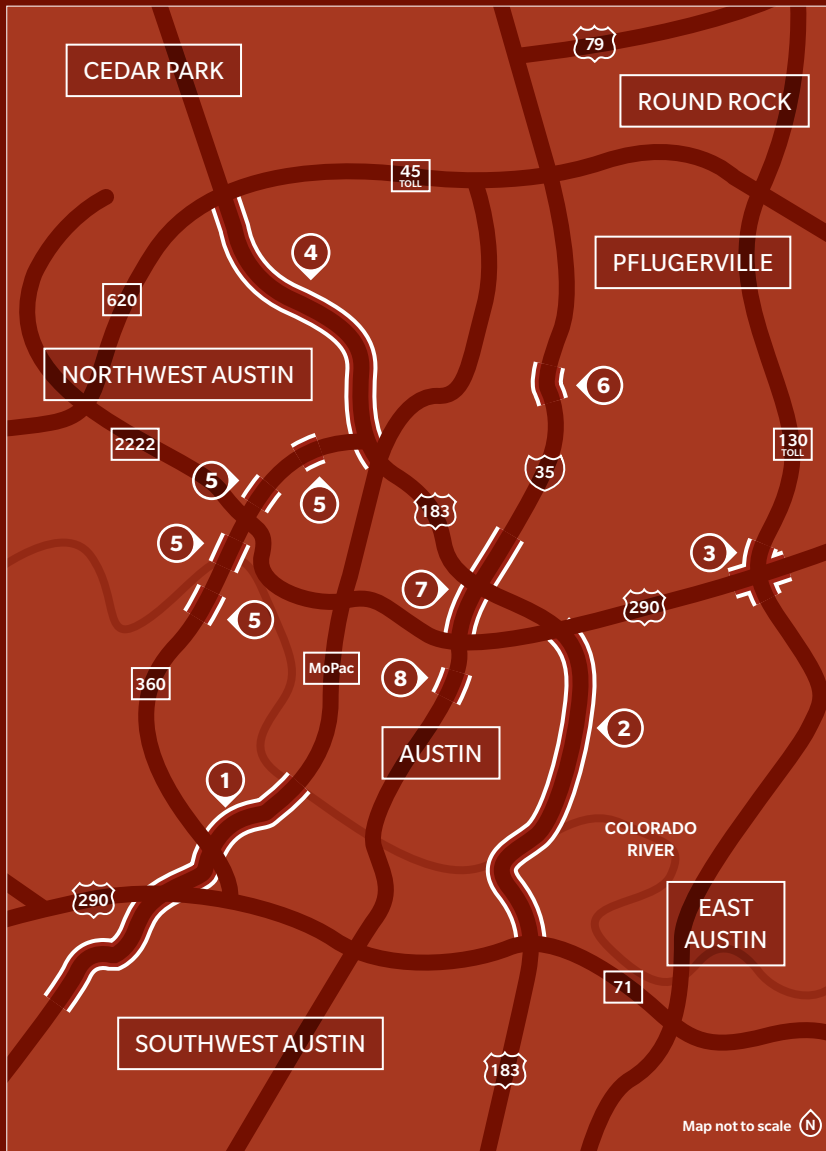 79
CEDAR PARK
ROUND ROCK
45
TOLL
4
PFLUGERVILLE
620
NORTHWEST AUSTIN
6
2222
130
TOLL
35
5
5
183
5
3
7
290
5
MoPac
8
360
2
AUSTIN
1
COLORADO
RIVER
290
EAST
AUSTIN
71
SOUTHWEST AUSTIN
183
Map not to scale N